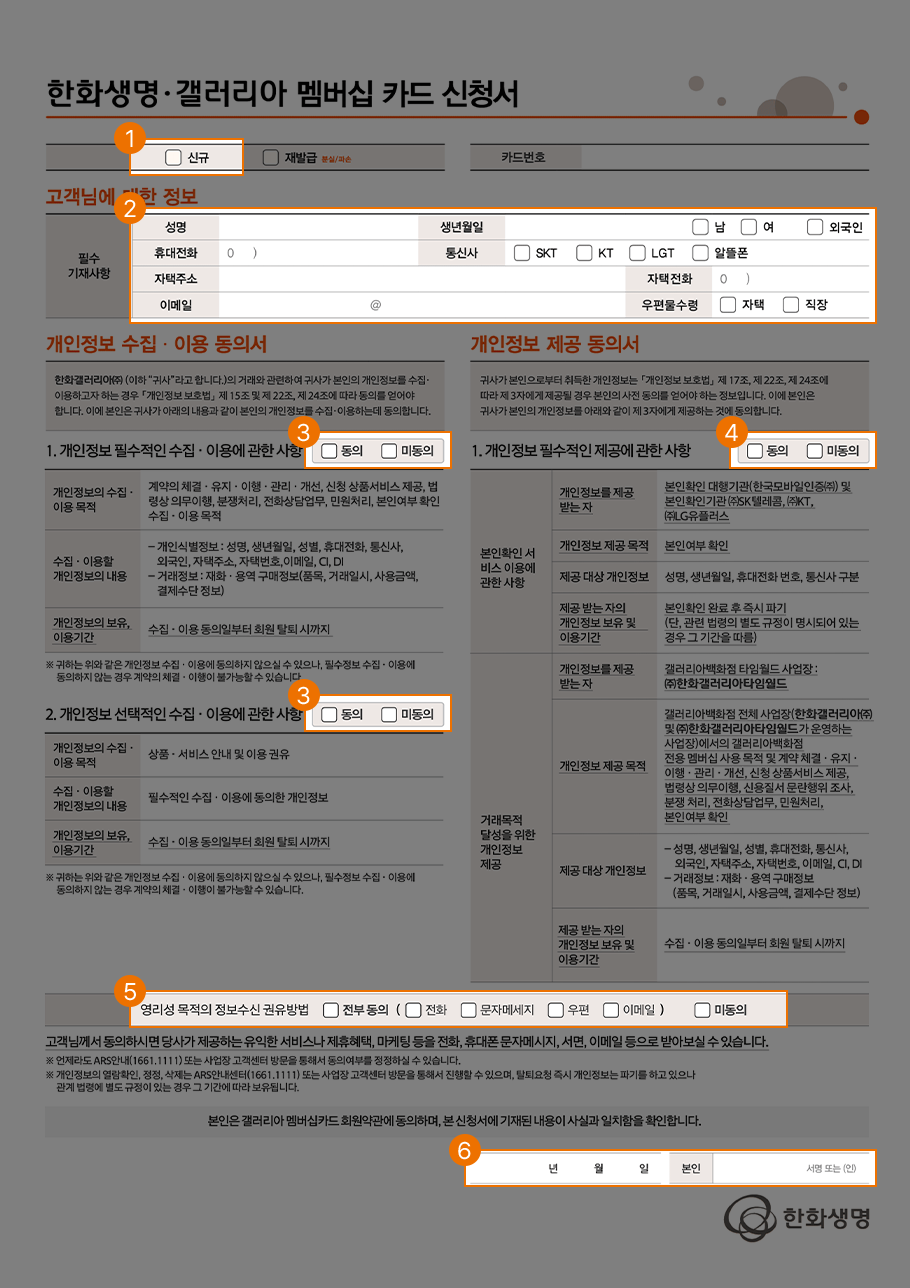 한화생명·갤러리아 멤버십 카드 신청서
1
신규
재발급 분실/파손
카드번호
고객님에 대한 정보
2
필수
기재사항
성명
생년월일
남 여 외국인
휴대전화 0 )
통신사 SKT KT LGT 알뜰폰
자택주소
자택전화 0 )
이메일 @
우편물수령 자택 직장
개인정보 수집·이용 동의서
한화갤러리아㈜ (이하 “귀사”라고 합니다.)의 거래와 관련하여 귀사가 본인의 개인정보를 수집·
이용하고자 하는 경우 「개인정보 보호법」 제 15조 및 제 22조, 제 24조에 따라 동의를 얻어야
합니다. 이에 본인은 귀사가 아래의 내용과 같이 본인의 개인정보를 수집·이용하는데 동의합니다.
3
1. 개인정보 필수적인 수집·이용에 관한 사항 동의 미동의
개인정보의 수집·
이용 목적
계약의 체결·유지·이행·관리·개선, 신청 상품서비스 제공, 법
령상 의무이행, 분쟁처리, 전화상담업무, 민원처리, 본인여부 확인
수집·이용 목적
수집·이용할
개인정보의 내용
– 개인식별정보 : 성명, 생년월일, 성별, 휴대전화, 통신사,
외국인, 자택주소, 자택번호,이메일, CI, DI
– 거래정보 : 재화·용역 구매정보(품목, 거래일시, 사용금액,
결제수단 정보)
개인정보의 보유,
이용기간
수집·이용 동의일부터 회원 탈퇴 시까지
※ 귀하는 위와 같은 개인정보 수집·이용에 동의하지 않으실 수 있으나, 필수정보 수집·이용에
동의하지 않는 경우 계약의 체결·이행이 불가능할 수 있습니다.
3
2. 개인정보 선택적인 수집·이용에 관한 사항 동의 미동의
개인정보의 수집·
이용 목적
상품·서비스 안내 및 이용 권유
수집·이용할
개인정보의 내용
필수적인 수집·이용에 동의한 개인정보
개인정보의 보유,
이용기간
수집·이용 동의일부터 회원 탈퇴 시까지
※ 귀하는 위와 같은 개인정보 수집·이용에 동의하지 않으실 수 있으나, 필수정보 수집·이용에
동의하지 않는 경우 계약의 체결·이행이 불가능할 수 있습니다.
개인정보 제공 동의서
귀사가 본인으로부터 취득한 개인정보는 「개인정보 보호법」 제 17조, 제 22조, 제 24조에
따라 제 3자에게 제공될 경우 본인의 사전 동의를 얻어야 하는 정보입니다. 이에 본인은
귀사가 본인의 개인정보를 아래와 같이 제 3자에게 제공하는 것에 동의합니다.
4
1. 개인정보 필수적인 제공에 관한 사항 동의 미동의
본인확인 서
비스 이용에
관한 사항
개인정보를 제공
받는 자
본인확인 대행기관(한국모바일인증㈜) 및
본인확인기관 ㈜SK텔레콤, ㈜KT,
㈜LG유플러스
개인정보 제공 목적
본인여부 확인
제공 대상 개인정보
성명, 생년월일, 휴대전화 번호, 통신사 구분
제공 받는 자의
개인정보 보유 및
이용기간
본인확인 완료 후 즉시 파기
(단, 관련 법령의 별도 규정이 명시되어 있는
경우 그 기간을 따름)
거래목적
달성을 위한
개인정보
제공
개인정보를 제공
받는 자
갤러리아백화점 타임월드 사업장 :
㈜한화갤러리아타임월드
개인정보 제공 목적
갤러리아백화점 전체 사업장(한화갤러리아㈜
및 ㈜한화갤러리아타임월드가 운영하는
사업장)에서의 갤러리아백화점
전용 멤버십 사용 목적 및 계약 체결·유지·
이행·관리·개선, 신청 상품서비스 제공,
법령상 의무이행, 신용질서 문란행위 조사,
분쟁 처리, 전화상담업무, 민원처리,
본인여부 확인
제공 대상 개인정보
– 성명, 생년월일, 성별, 휴대전화, 통신사,
외국인, 자택주소, 자택번호, 이메일, CI, DI
– 거래정보 : 재화·용역 구매정보
(품목, 거래일시, 사용금액, 결제수단 정보)
제공 받는 자의
개인정보 보유 및
이용기간
수집·이용 동의일부터 회원 탈퇴 시까지
5
영리성 목적의 정보수신 권유방법 전부 동의 ( 전화 문자메세지 우편 이메일 ) 미동의
고객님께서 동의하시면 당사가 제공하는 유익한 서비스나 제휴혜택, 마케팅 등을 전화, 휴대폰 문자메시지, 서면, 이메일 등으로 받아보실 수 있습니다.
※ 언제라도 ARS안내(1661.1111) 또는 사업장 고객센터 방문을 통해서 동의여부를 정정하실 수 있습니다.
※ 개인정보의 열람확인, 정정, 삭제는 ARS안내센터(1661.1111) 또는 사업장 고객센터 방문을 통해서 진행할 수 있으며, 탈퇴요청 즉시 개인정보는 파기를 하고 있으나
관계 법령에 별도 규정이 있는 경우 그 기간에 따라 보유됩니다.
본인은 갤러리아 멤버십카드 회원약관에 동의하며, 본 신청서에 기재된 내용이 사실과 일치함을 확인합니다.
6
년 월 일 본인 서명 또는 (인)
한화생명